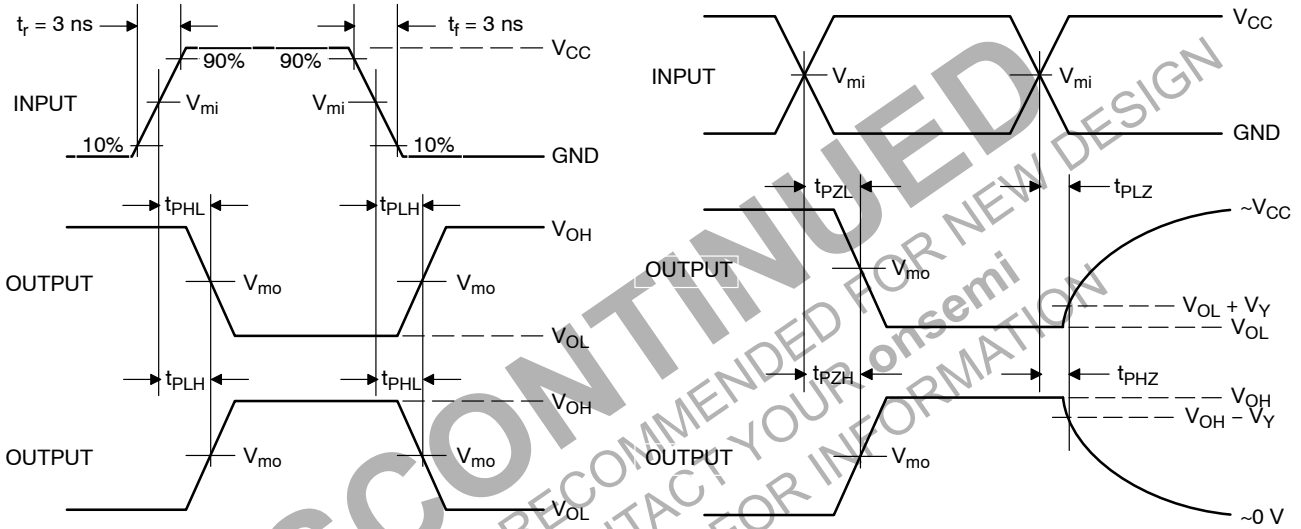 t_r = 3 ns
t_f = 3 ns
V_CC
90%
90%
INPUT
V_mi
V_mi
10%
10%
GND
t_PHL
t_PLH
V_OH
OUTPUT
V_mo
V_mo
V_OL
t_PLH
t_PHL
V_OH
OUTPUT
V_mo
V_mo
V_OL
V_CC
INPUT
V_mi
V_mi
GND
t_PZL
t_PLZ
~V_CC
OUTPUT
V_mo
V_OL + V_Y
V_OL
t_PZH
t_PHZ
V_OH
V_OH − V_Y
OUTPUT
V_mo
~0 V
SCONTINUED
RECOMMENDED FOR NEW DESIGN
NTACT YOUR onsemi
FOR INFORMATION